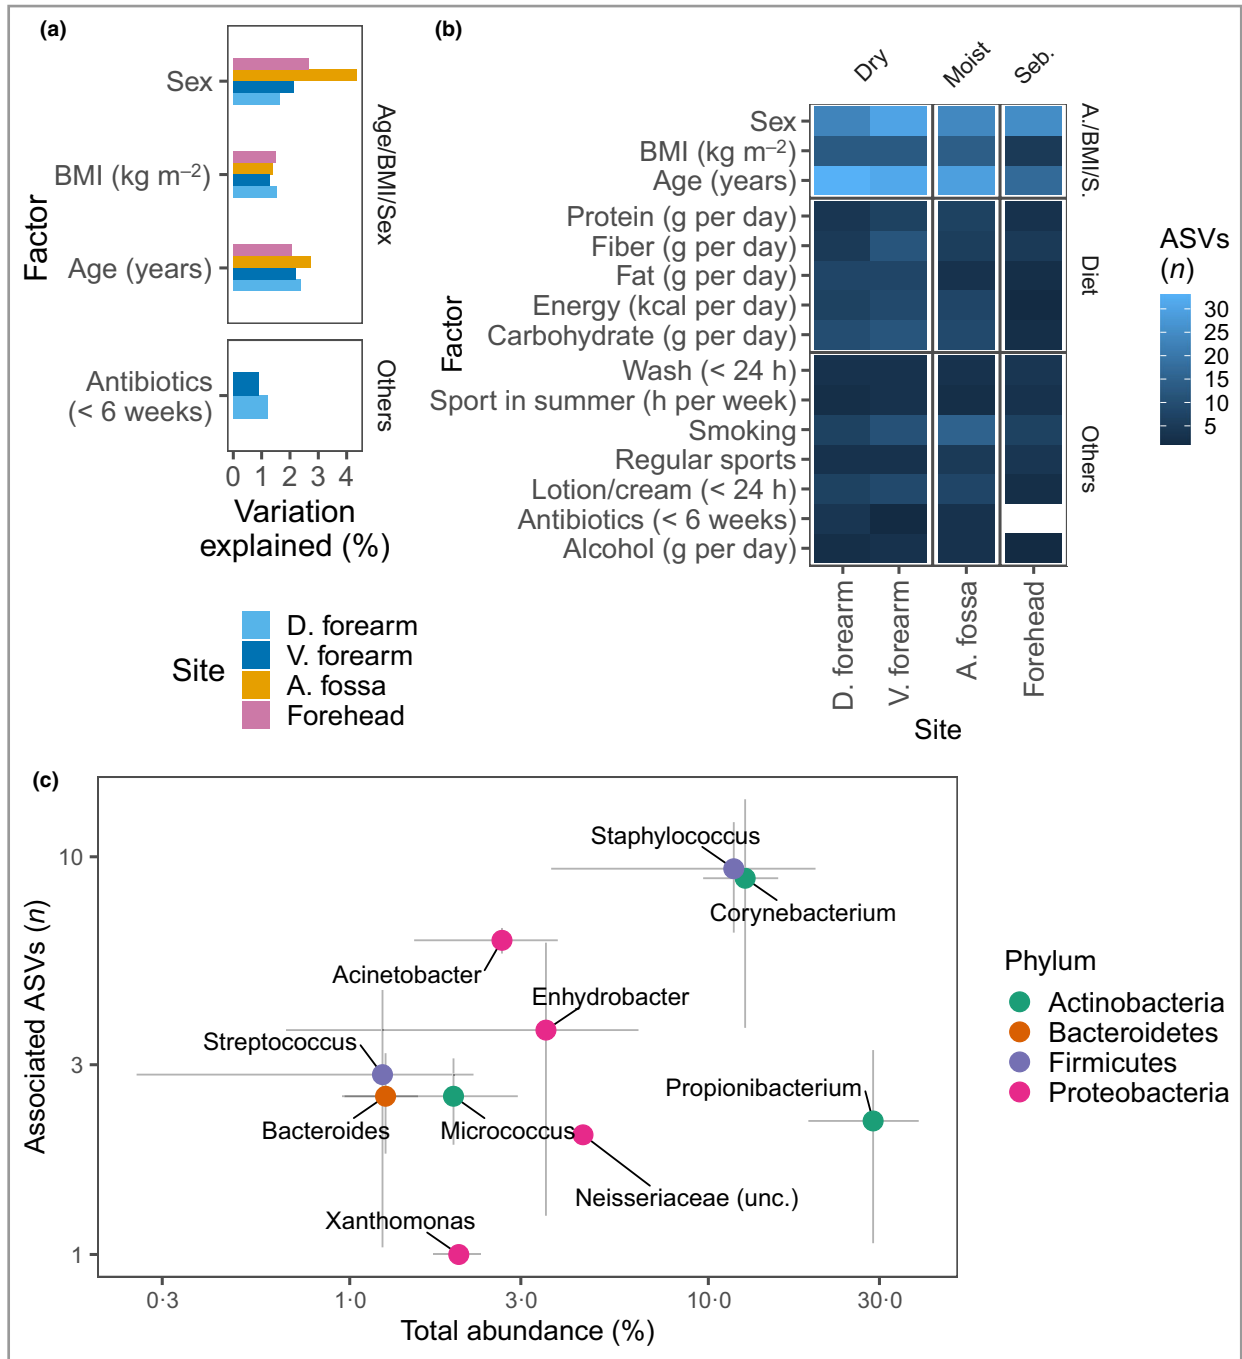 (a)
Sex
BMI (kg m⁻²)
Age (years)
Antibiotics
(< 6 weeks)
Factor
Age/BMI/Sex
Others
0 1 2 3 4
Variation
explained (%)
Site
D. forearm
V. forearm
A. fossa
Forehead
(b)
Dry
Moist
Seb.
Sex
BMI (kg m⁻²)
Age (years)
Protein (g per day)
Fiber (g per day)
Fat (g per day)
Energy (kcal per day)
Carbohydrate (g per day)
Wash (< 24 h)
Sport in summer (h per week)
Smoking
Regular sports
Lotion/cream (< 24 h)
Antibiotics (< 6 weeks)
Alcohol (g per day)
Factor
A./BMI/S.
Diet
Others
D. forearm
V. forearm
A. fossa
Forehead
Site
ASVs
(n)
30
25
20
15
10
5
(c)
Associated ASVs (n)
10
3
1
Staphylococcus
Corynebacterium
Acinetobacter
Enhydrobacter
Streptococcus
Propionibacterium
Bacteroides
Micrococcus
Neisseriaceae (unc.)
Xanthomonas
0·3 1·0 3·0 10·0 30·0
Total abundance (%)
Phylum
Actinobacteria
Bacteroidetes
Firmicutes
Proteobacteria